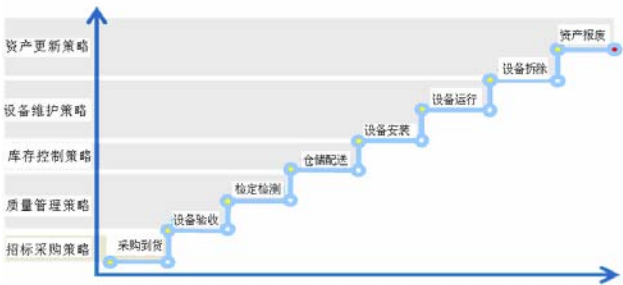 资产更新策略
资产报废
设备拆除
设备维护策略
设备运行
设备安装
库存控制策略
仓储配送
质量管理策略
检定检测
设备验收
招标采购策略
采购到货